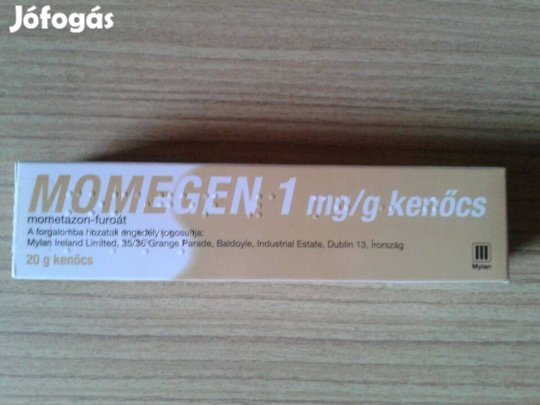 Jófogás
MOMEGEN 1 mg/g kenőcs
mometazon-furoát
A forgalomba hozatali engedély jogosultja:
Mylan Ireland Limited, 35/36 Grange Parade, Baldoyle, Industrial Estate, Dublin 13, Írország
20 g kenőcs
Mylan